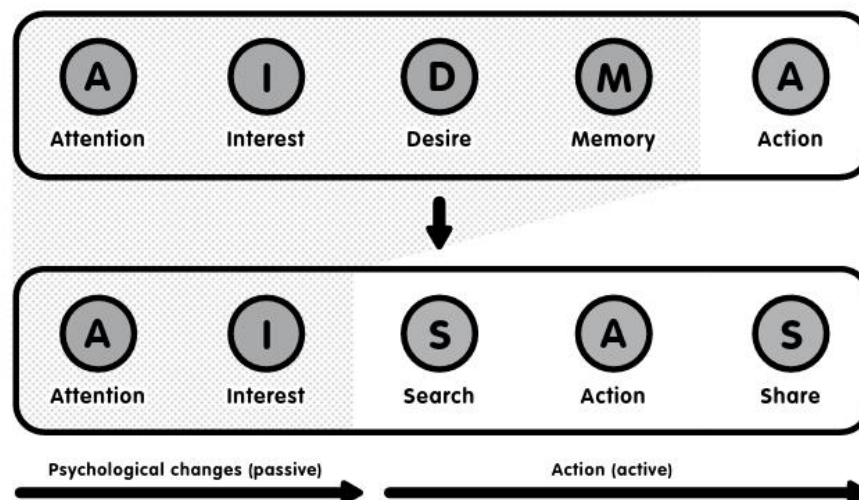 A I D M A
Attention Interest Desire Memory Action
A I S A S
Attention Interest Search Action Share
Psychological changes (passive) Action (active)